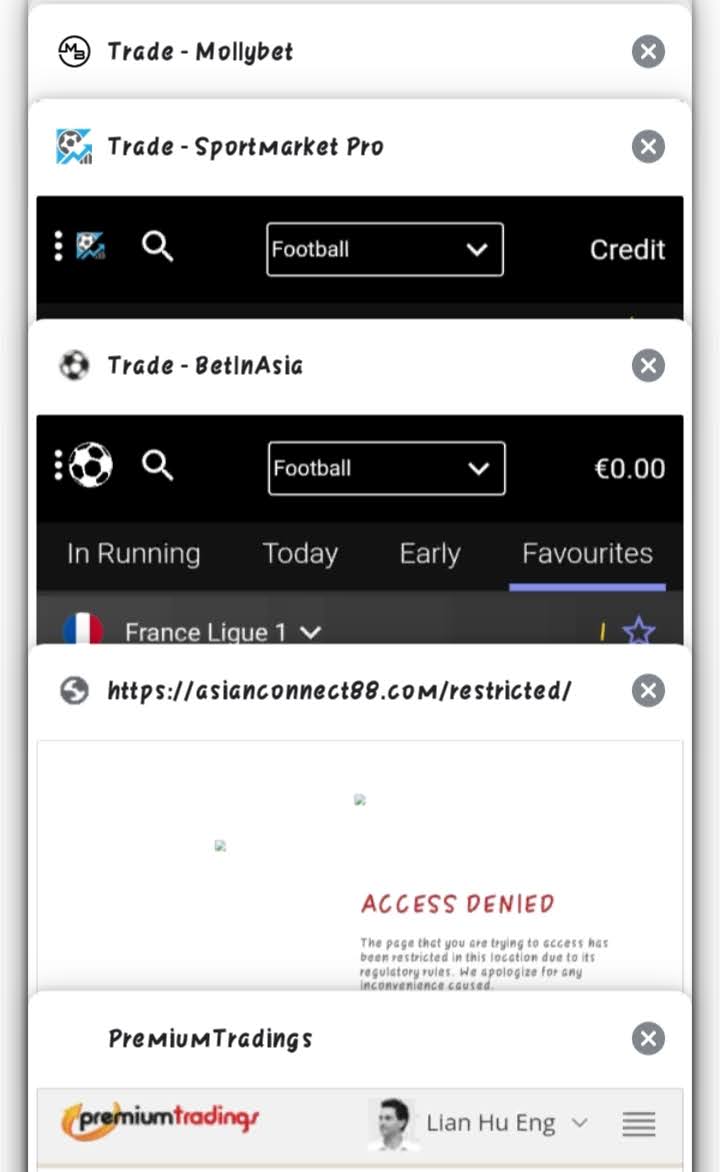 MB Trade - Mollybet
Trade - Sportmarket Pro
Football Credit
Trade - BetInAsia
Football €0.00
In Running Today Early Favourites
France Ligue 1
https://asianconnect88.com/restricted/
ACCESS DENIED
The page that you are trying to access has
been restricted in this location due to its
regulatory rules. We apologize for any
inconvenience caused.
PremiumTradings
premiumtradings Lian Hu Eng